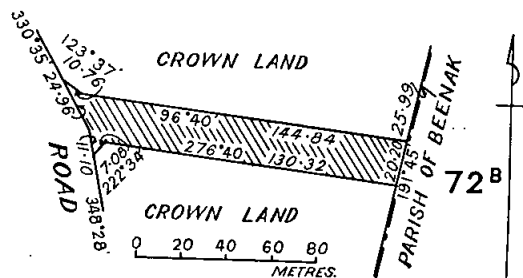 330°35'
24·96
123°37'
10·76
CROWN LAND
96°40'
144·84
25·99
276°40'
130·32
20·20
191°45'
PARISH OF BEENAK
72ᴮ
ROAD
11·10
348°28'
7·08
222°34'
CROWN LAND
0 20 40 60 80
METRES.